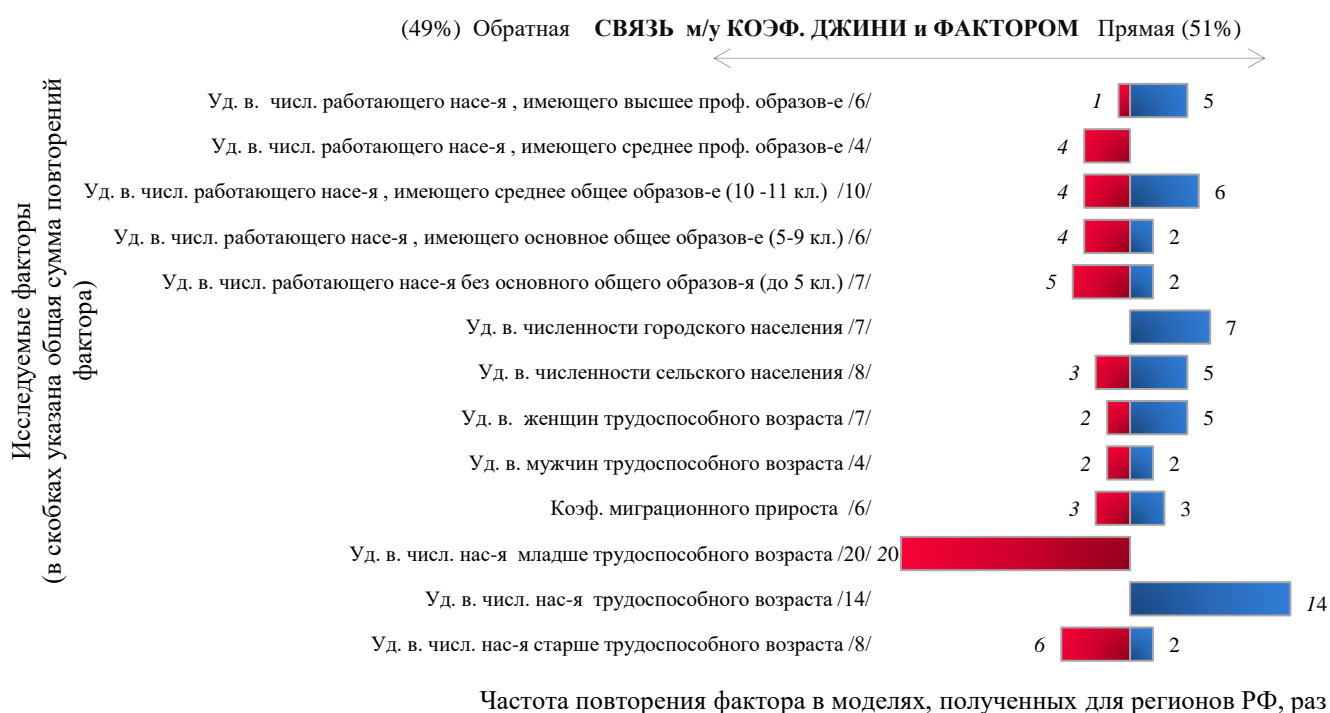 (49%) Обратная СВЯЗЬ м/у КОЭФ. ДЖИНИ и ФАКТОРОМ Прямая (51%)
Исследуемые факторы
(в скобках указана общая сумма повторений
фактора)
Уд. в. числ. работающего насе-я , имеющего высшее проф. образов-е /6/ 1 5
Уд. в. числ. работающего насе-я , имеющего среднее проф. образов-е /4/ 4
Уд. в. числ. работающего насе-я , имеющего среднее общее образов-е (10 -11 кл.) /10/ 4 6
Уд. в. числ. работающего насе-я , имеющего основное общее образов-е (5-9 кл.) /6/ 4 2
Уд. в. числ. работающего насе-я без основного общего образов-я (до 5 кл.) /7/ 5 2
Уд. в. численности городского населения /7/ 7
Уд. в. численности сельского населения /8/ 3 5
Уд. в. женщин трудоспособного возраста /7/ 2 5
Уд. в. мужчин трудоспособного возраста /4/ 2 2
Коэф. миграционного прироста /6/ 3 3
Уд. в. числ. нас-я младше трудоспособного возраста /20/ 20
Уд. в. числ. нас-я трудоспособного возраста /14/ 14
Уд. в. числ. нас-я старше трудоспособного возраста /8/ 6 2
Частота повторения фактора в моделях, полученных для регионов РФ, раз